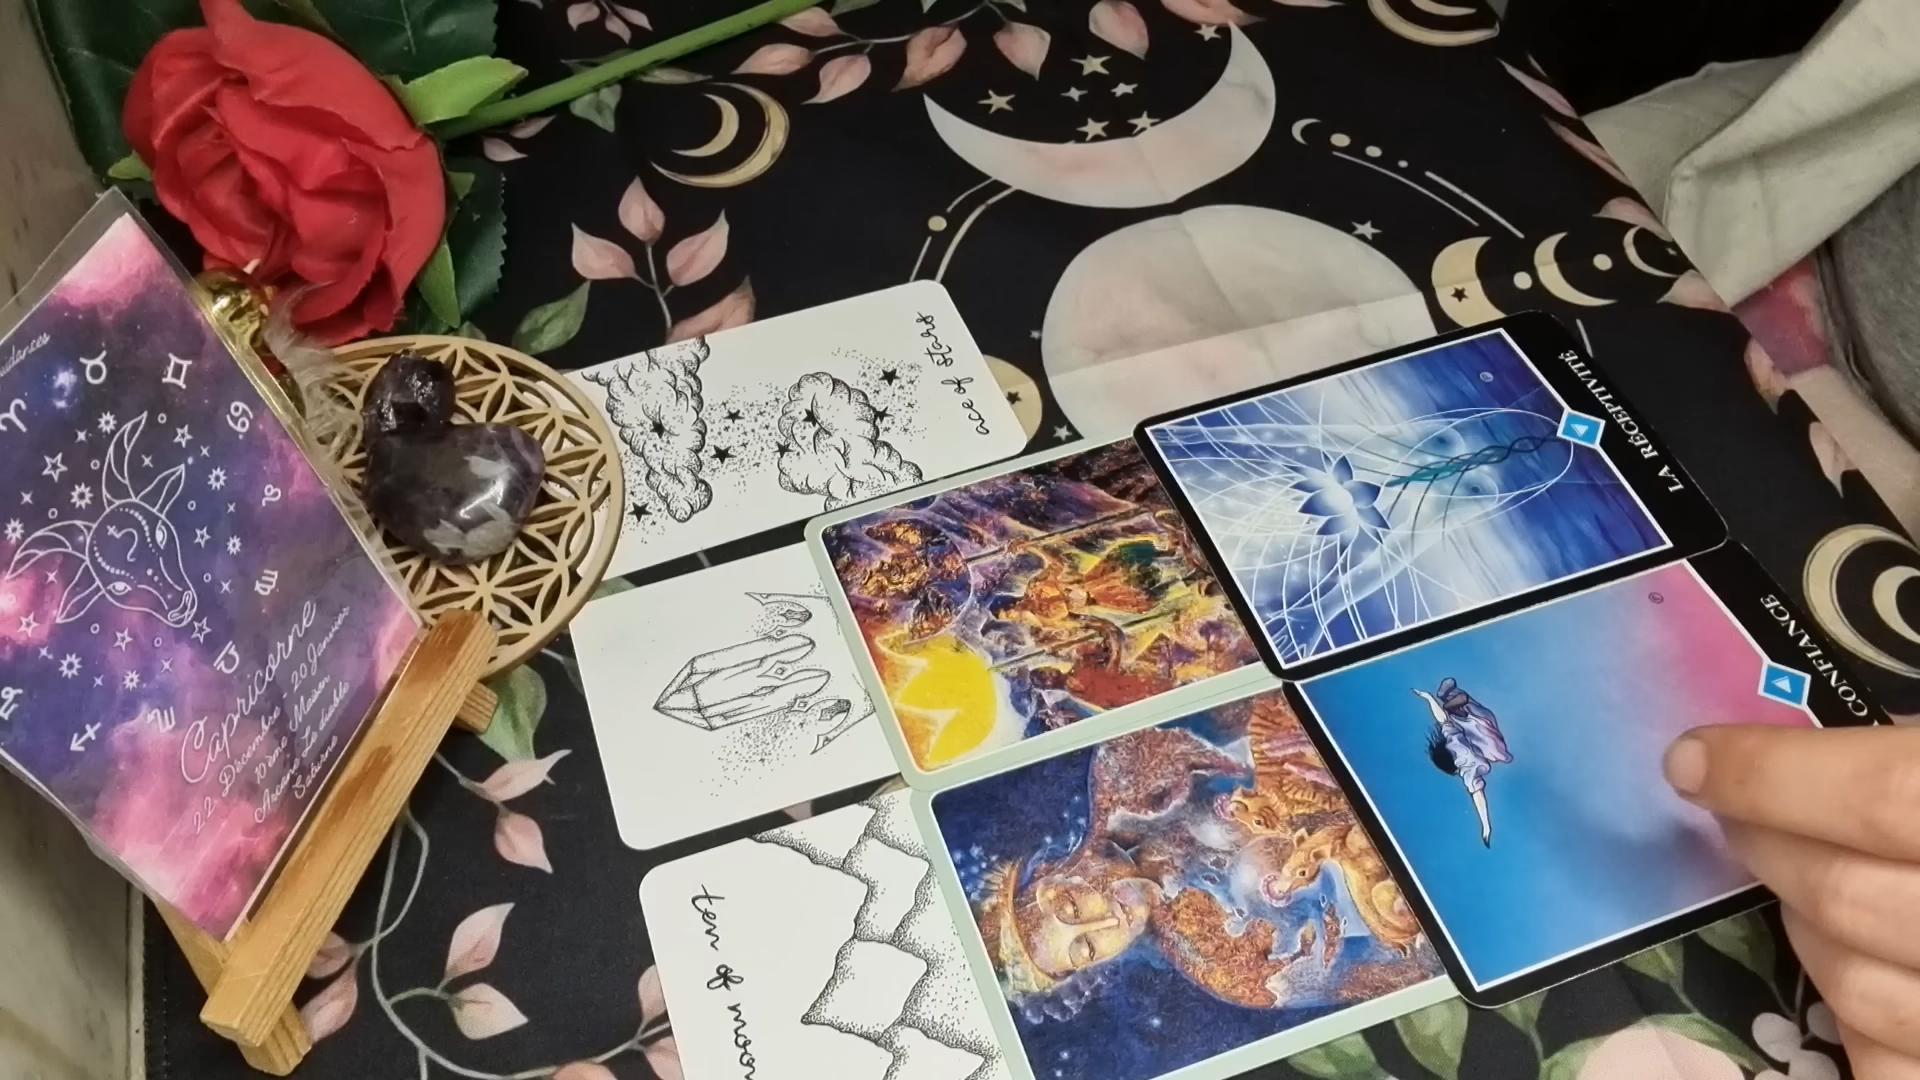 uidances
Capricorne
22 Décembre - 20 Janvier
10ème Maison
Arcane Le diable
Saturne
ace of stars
ten of moon
LA RÉCEPTIVITÉ
CONFIANCE